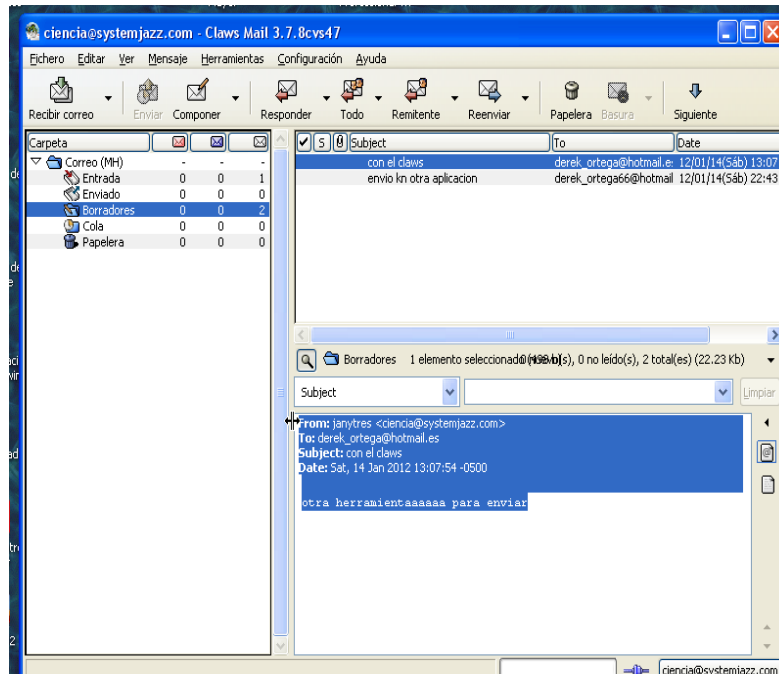 ciencia@systemjazz.com - Claws Mail 3.7.8cvs47
Fichero Editar Ver Mensaje Herramientas Configuración Ayuda
Recibir correo Enviar Componer Responder Todo Remitente Reenviar Papelera Basura Siguiente
Carpeta
Correo (MH) - - -
Entrada 0 0 1
Enviado 0 0 0
Borradores 0 0 2
Cola 0 0 0
Papelera 0 0 0
S Subject To Date
con el claws derek_ortega@hotmail.e: 12/01/14(Sáb) 13:07
envio kn otra aplicacion derek_ortega66@hotmail 12/01/14(Sáb) 22:43
Borradores 1 elemento seleccionado (s), 0 no leído(s), 2 total(es) (22.23 Kb)
Subject Limpiar
From: janytres <ciencia@systemjazz.com>
To: derek_ortega@hotmail.es
Subject: con el claws
Date: Sat, 14 Jan 2012 13:07:54 -0500
otra herramientaaaaaa para enviar
ciencia@systemjazz.com